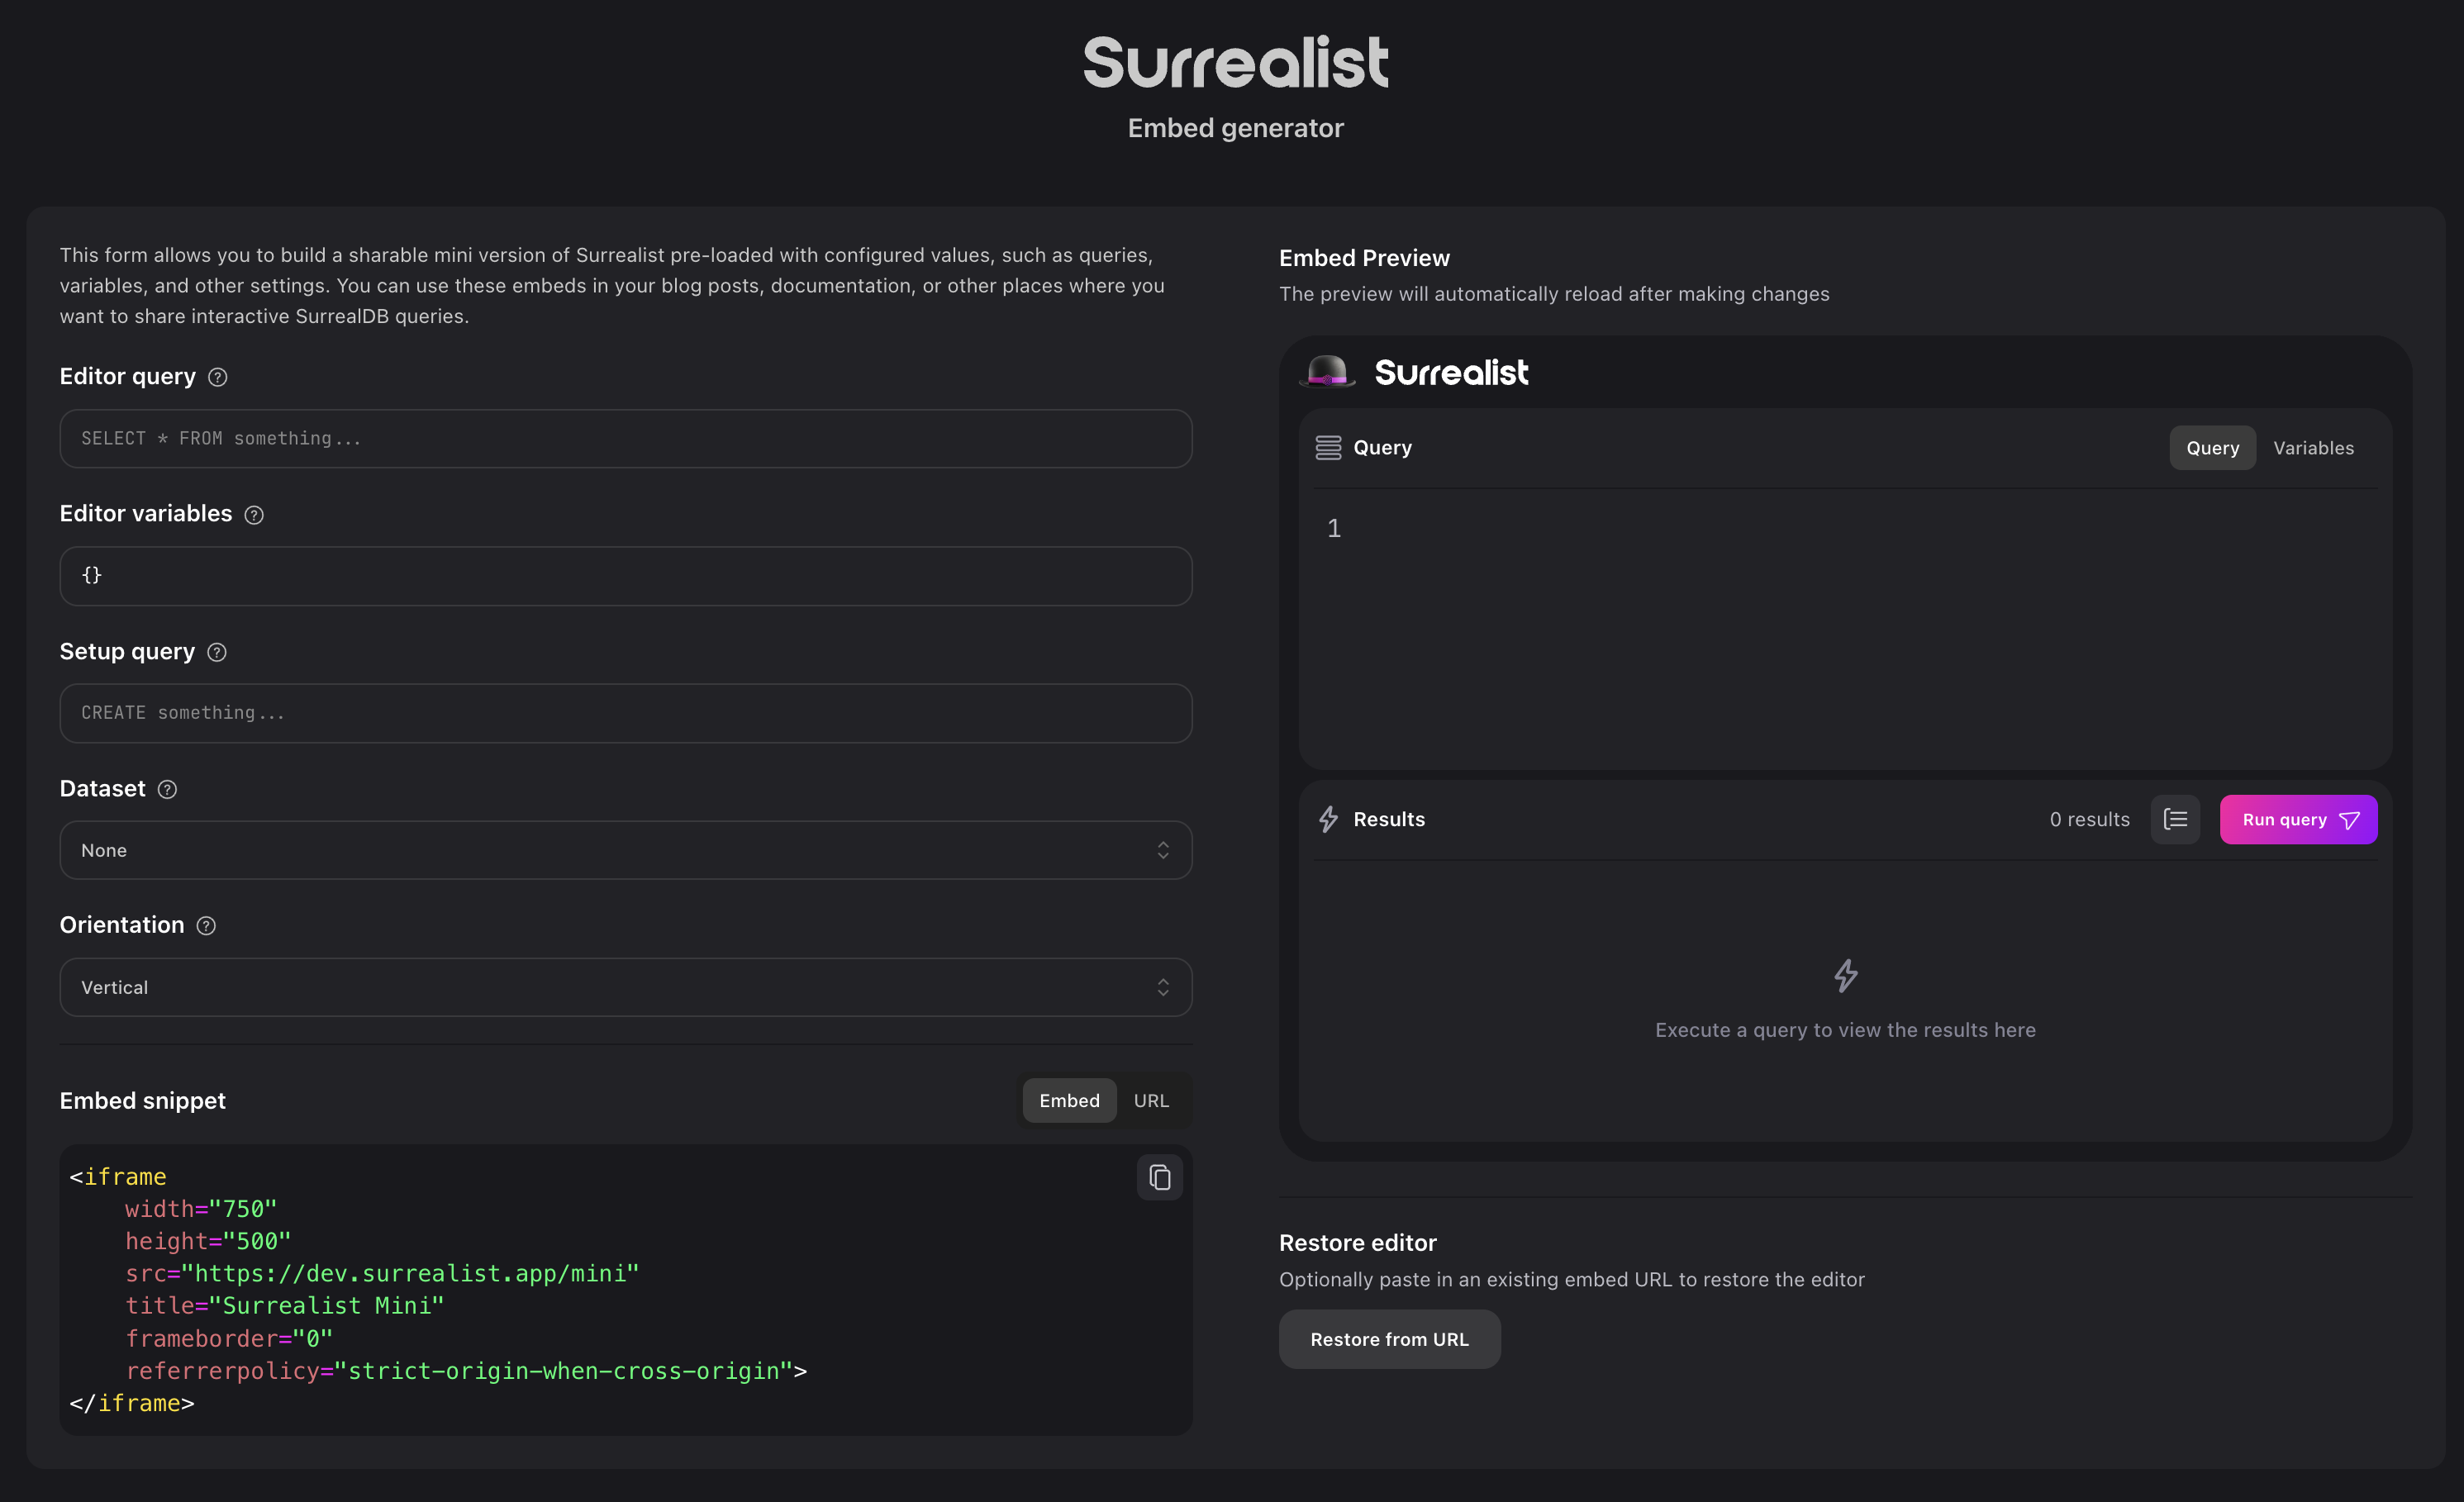 Surrealist
Embed generator
This form allows you to build a sharable mini version of Surrealist pre-loaded with configured values, such as queries,
variables, and other settings. You can use these embeds in your blog posts, documentation, or other places where you
want to share interactive SurrealDB queries.
Editor query ?
SELECT * FROM something...
Editor variables ?
{}
Setup query ?
CREATE something...
Dataset ?
None
Orientation ?
Vertical
Embed snippet
Embed URL
<iframe
    width="750"
    height="500"
    src="https://dev.surrealist.app/mini"
    title="Surrealist Mini"
    frameborder="0"
    referrerpolicy="strict-origin-when-cross-origin">
</iframe>
Embed Preview
The preview will automatically reload after making changes
Surrealist
Query
Query Variables
1
Results
0 results
Run query
Execute a query to view the results here
Restore editor
Optionally paste in an existing embed URL to restore the editor
Restore from URL